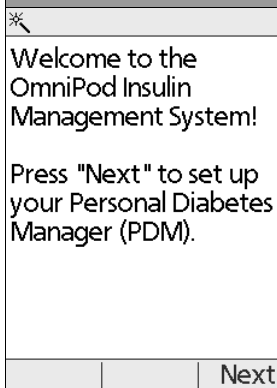 Welcome to the
OmniPod Insulin
Management System!
Press "Next" to set up
your Personal Diabetes
Manager (PDM).
Next